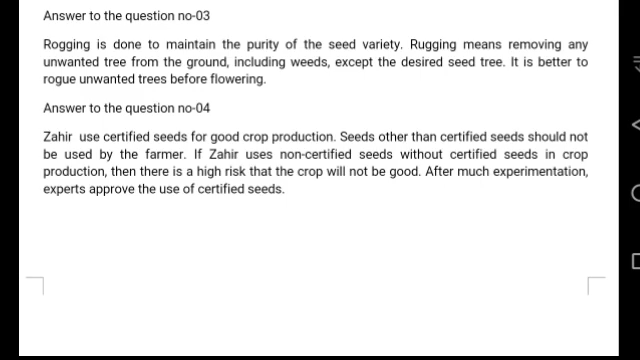 Answer to the question no-03
Rogging is done to maintain the purity of the seed variety. Rugging means removing any
unwanted tree from the ground, including weeds, except the desired seed tree. It is better to
rogue unwanted trees before flowering.
Answer to the question no-04
Zahir  use certified seeds for good crop production. Seeds other than certified seeds should not
be used by the farmer. If Zahir uses non-certified seeds without certified seeds in crop
production, then there is a high risk that the crop will not be good. After much experimentation,
experts approve the use of certified seeds.